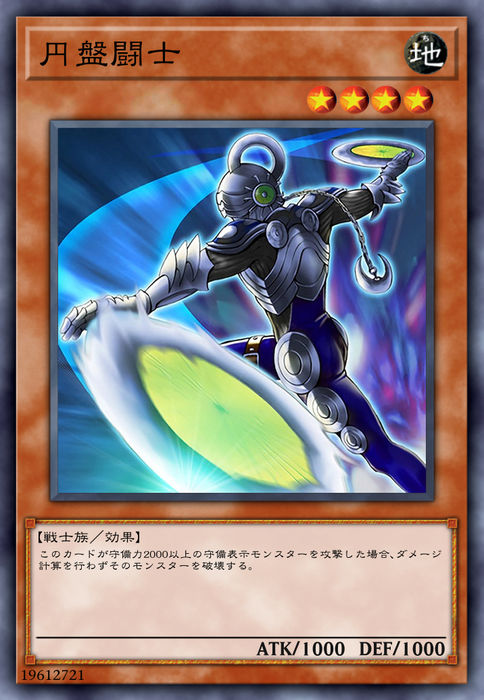 円盤闘士
ち
地
【戦士族／効果】
このカードが守備力2000以上の守備表示モンスターを攻撃した場合、ダメージ
計算を行わずそのモンスターを破壊する。
ATK/1000 DEF/1000
19612721